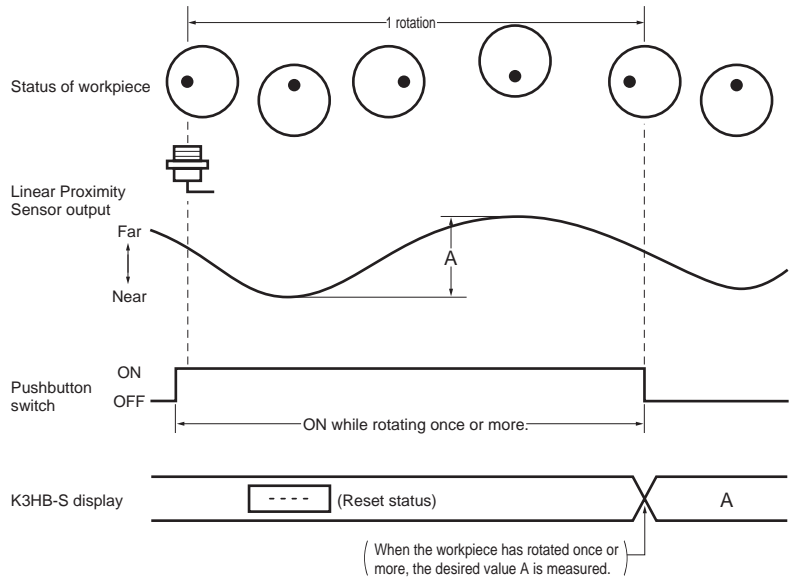 1 rotation
Status of workpiece
Linear Proximity
Sensor output
Far
A
Near
ON
Pushbutton
switch
OFF
ON while rotating once or more.
K3HB-S display
- - - -
(Reset status)
A
(When the workpiece has rotated once or
more, the desired value A is measured.)